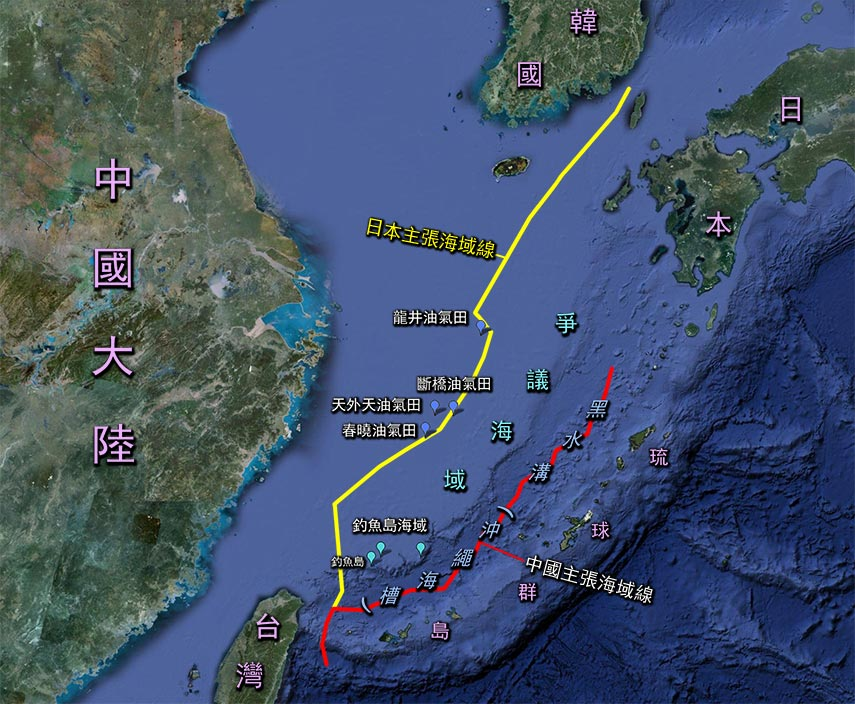 韓國
日本
中國大陸
日本主張海域線
龍井油氣田
爭議海域
斷橋油氣田
天外天油氣田
春曉油氣田
黑水溝(沖繩海槽)
琉球群島
釣魚島海域
釣魚島
中國主張海域線
台灣